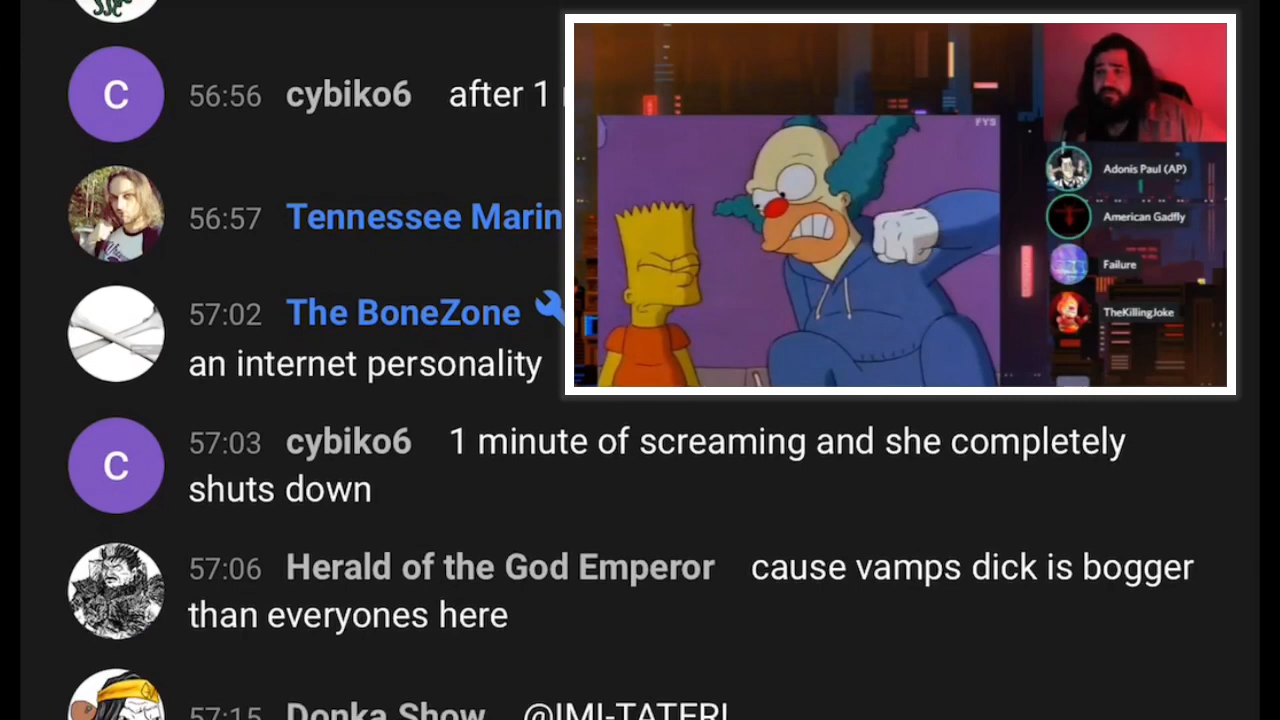 56:56 cybiko6 after 1
56:57 Tennessee Marin
57:02 The BoneZone
an internet personality
FYS
Adonis Paul (AP)
American Gadfly
Failure
TheKillingJoke
57:03 cybiko6 1 minute of screaming and she completely
shuts down
57:06 Herald of the God Emperor cause vamps dick is bogger
than everyones here
57:15 Donka Show @IMI-TATER!